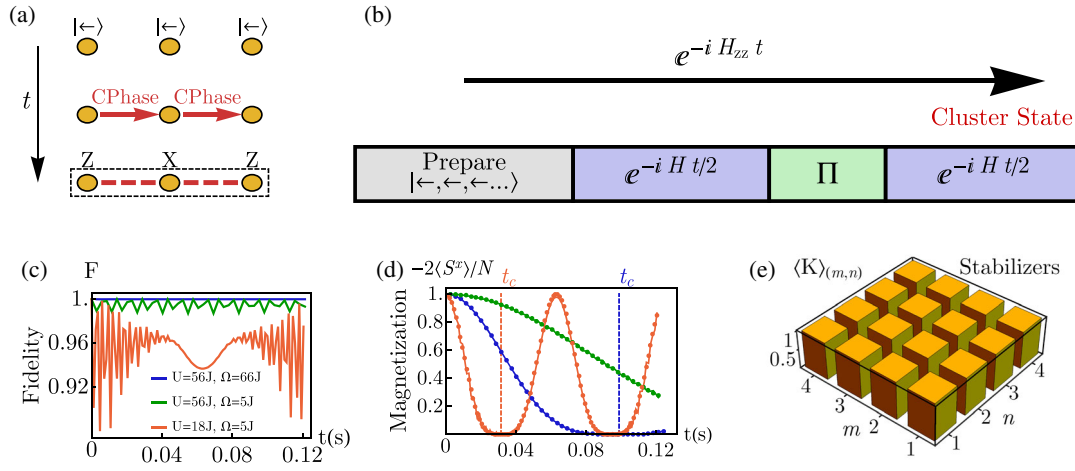 (a)
|←⟩ |←⟩ |←⟩
CPhase CPhase
t
Z X Z
(b)
e^{-i H_{zz} t}
Cluster State
Prepare
|←,←,←...⟩
e^{-i H t/2}
Π
e^{-i H t/2}
(c)
F
Fidelity
1.
0.96
0.92
U=56J, Ω=66J
U=56J, Ω=5J
U=18J, Ω=5J
0 0.04 0.08 0.12 t(s)
(d)
−2⟨S^x⟩/N
t_c t_c
Magnetization
1.
0.8
0.6
0.4
0.2
0 0.04 0.08 0.12 t(s)
(e)
⟨K⟩_{(m,n)} Stabilizers
1
0.5
4 3 2 1
m
1 2 3 4
n